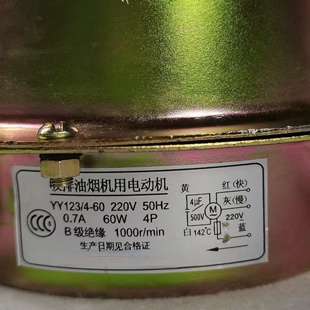 吸排油烟机用电动机
YY123/4-60 220V 50Hz
0.7A 60W 4P
B级绝缘 1000r/min
生产日期见合格证
CCC
黄
红(快)
4μF
500V
M
灰(慢)
220V
白 142℃
蓝